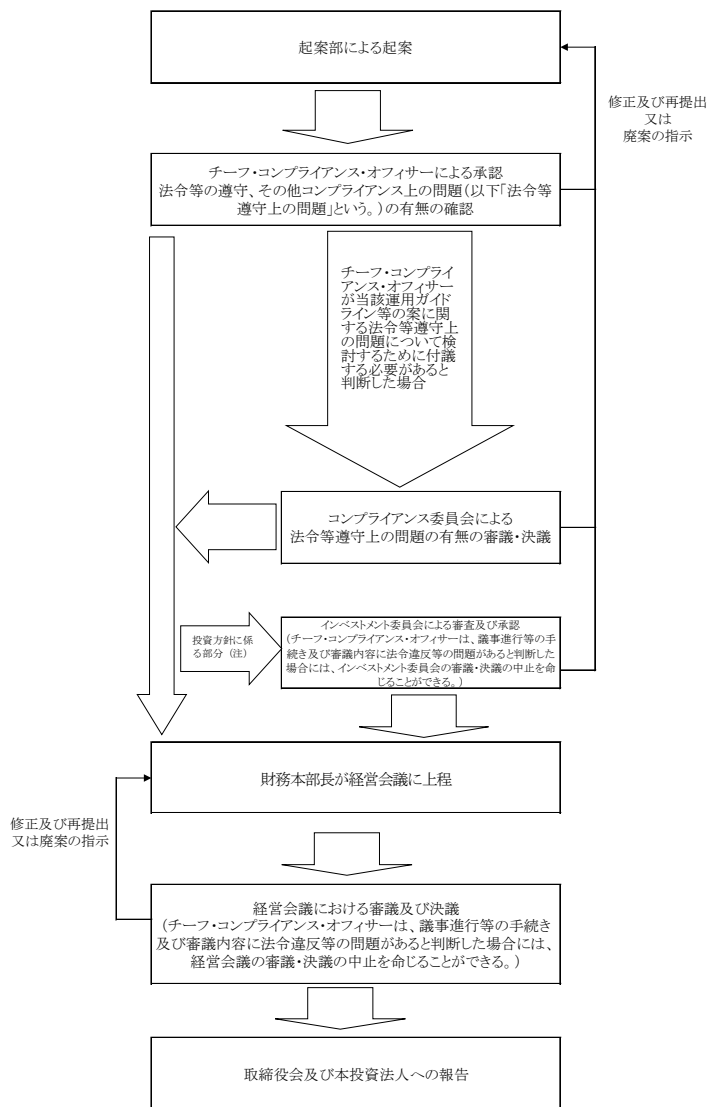 起案部による起案
修正及び再提出
又は
廃案の指示
チーフ・コンプライアンス・オフィサーによる承認
法令等の遵守、その他コンプライアンス上の問題(以下「法令等
遵守上の問題」という。)の有無の確認
チーフ・コンプライ
アンス・オフィサー
が当該運用ガイド
ライン等の案に関
する法令等遵守上
の問題について検
討するために付議
する必要があると
判断した場合
コンプライアンス委員会による
法令等遵守上の問題の有無の審議・決議
投資方針に係
る部分（注）
インベストメント委員会による審査及び承認
(チーフ・コンプライアンス・オフィサーは、議事進行等の手
続き及び審議内容に法令違反等の問題があると判断した
場合には、インベストメント委員会の審議・決議の中止を命
じることができる。)
財務本部長が経営会議に上程
修正及び再提出
又は廃案の指示
経営会議における審議及び決議
(チーフ・コンプライアンス・オフィサーは、議事進行等の手続き
及び審議内容に法令違反等の問題があると判断した場合には、
経営会議の審議・決議の中止を命じることができる。)
取締役会及び本投資法人への報告